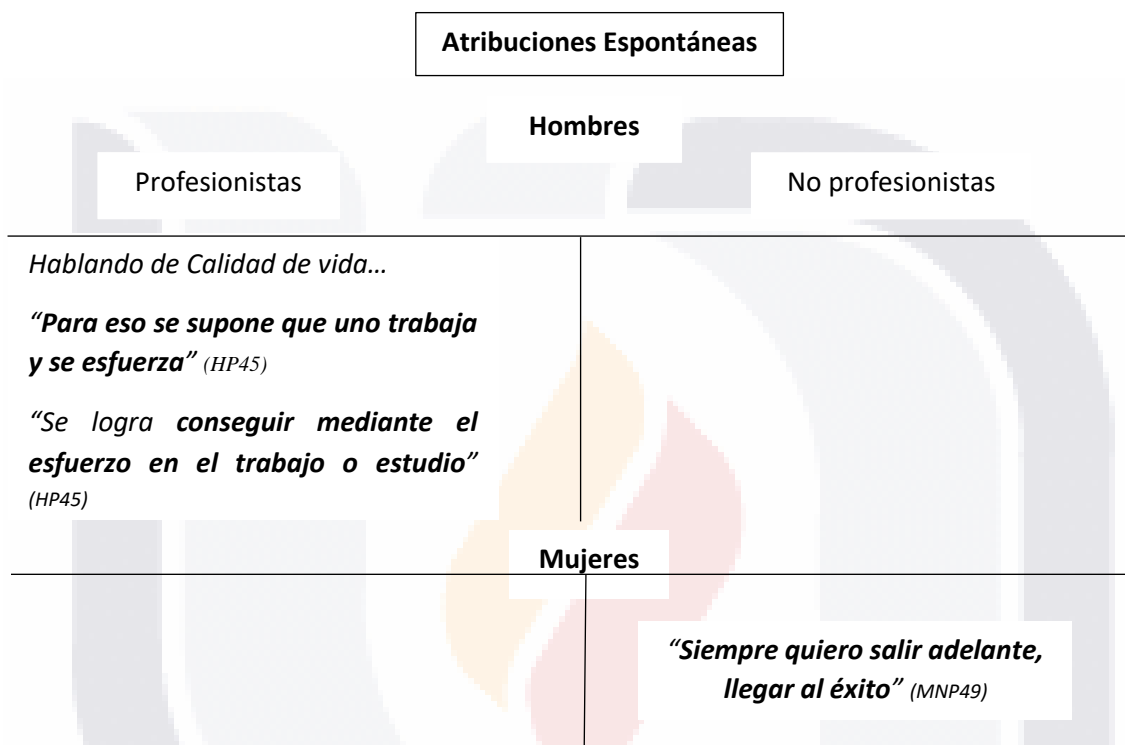 Atribuciones Espontáneas
Hombres
Profesionistas
No profesionistas
Hablando de Calidad de vida…
“Para eso se supone que uno trabaja
y se esfuerza” (HP45)
“Se logra conseguir mediante el
esfuerzo en el trabajo o estudio”
(HP45)
Mujeres
“Siempre quiero salir adelante,
llegar al éxito” (MNP49)